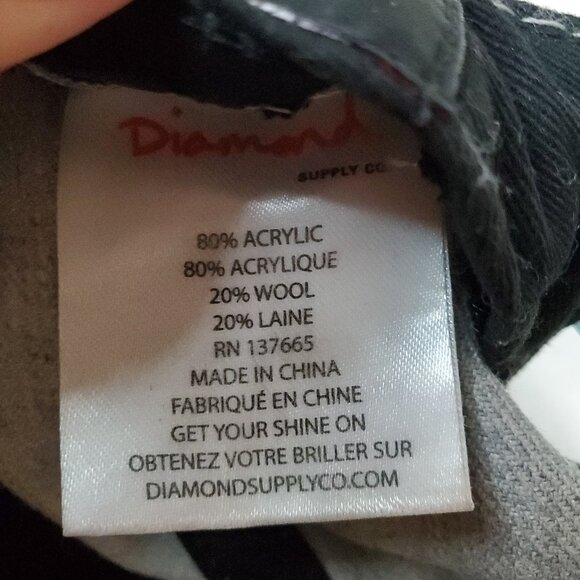 Diamond
SUPPLY CO
80% ACRYLIC
80% ACRYLIQUE
20% WOOL
20% LAINE
RN 137665
MADE IN CHINA
FABRIQUÉ EN CHINE
GET YOUR SHINE ON
OBTENEZ VOTRE BRILLER SUR
DIAMONDSUPPLYCO.COM